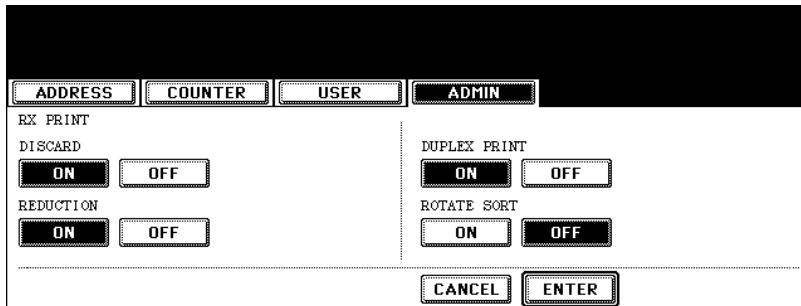 ADDRESS COUNTER USER ADMIN
RX PRINT
DISCARD
ON OFF
REDUCTION
ON OFF
DUPLEX PRINT
ON OFF
ROTATE SORT
ON OFF
CANCEL ENTER